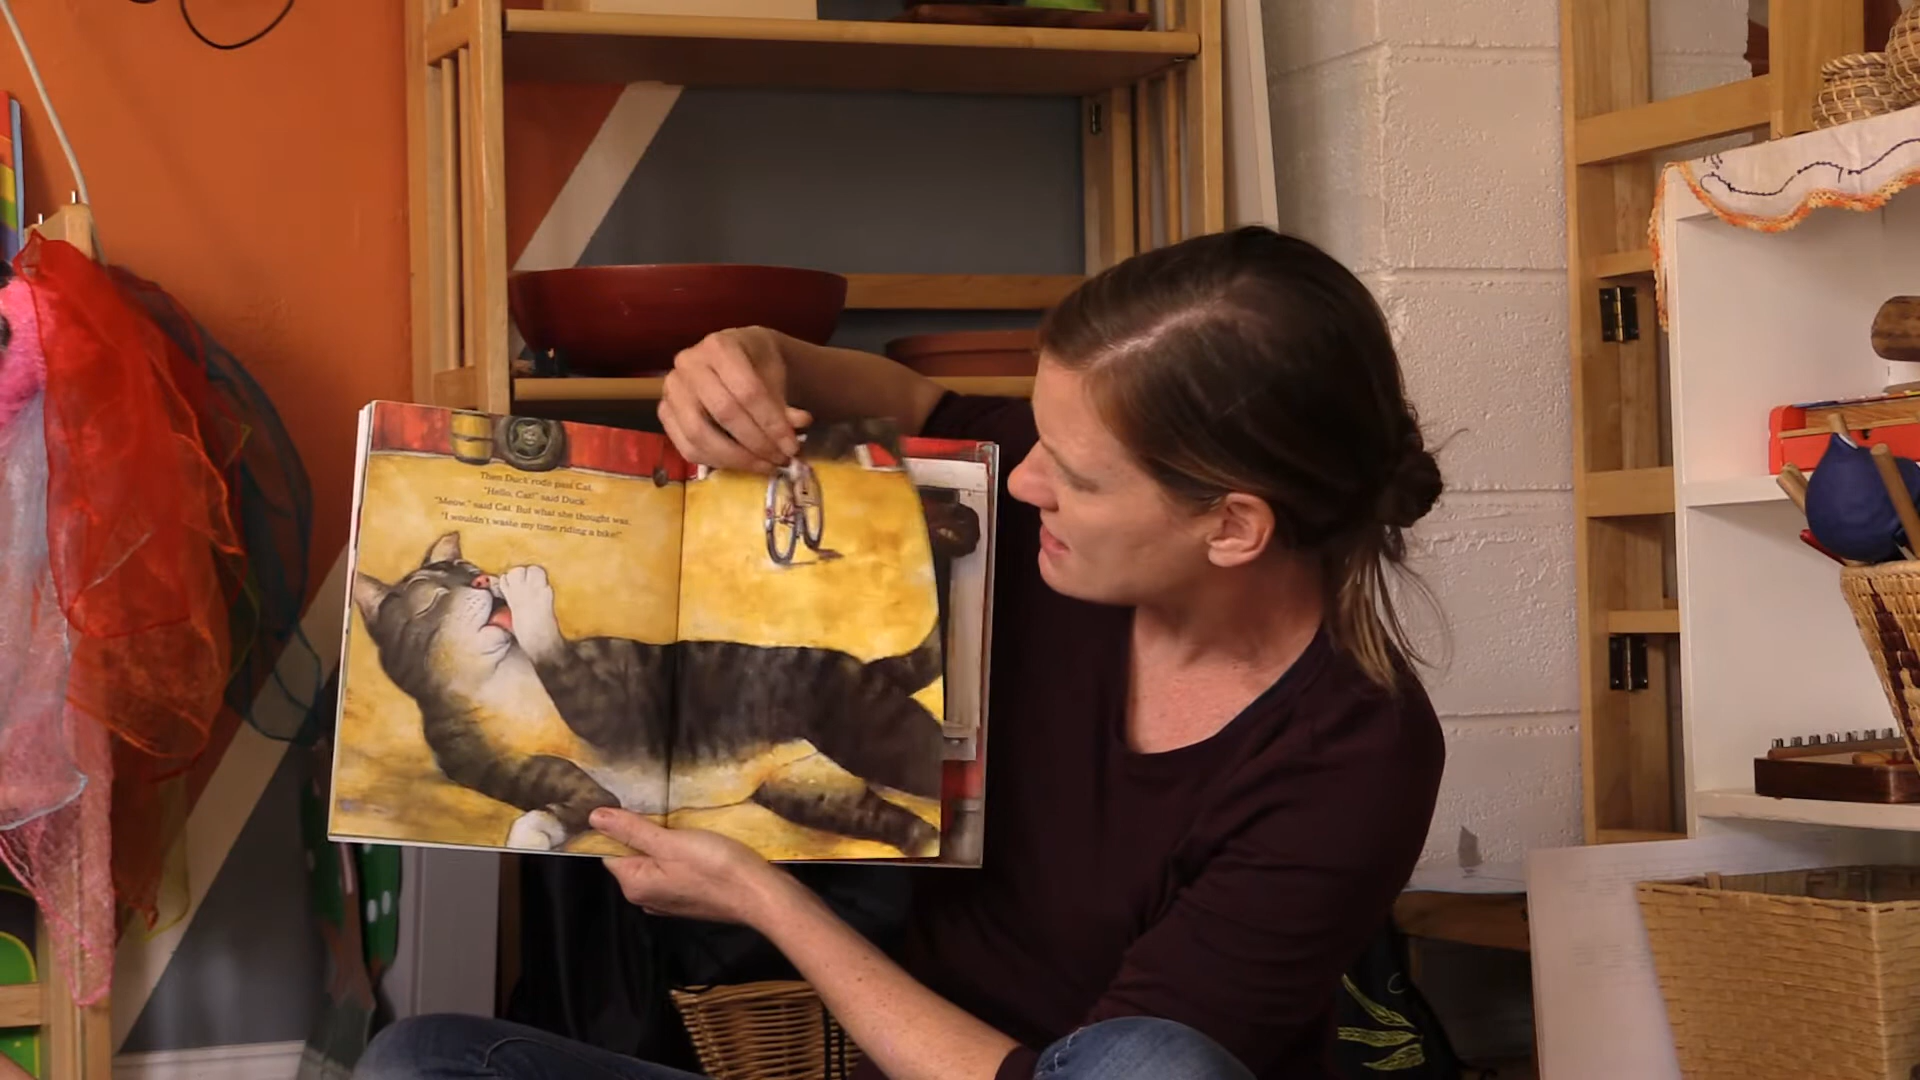 Then Duck rode past Cat.
"Hello, Cat!" said Duck.
"Meow," said Cat. But what she thought was,
"I wouldn't waste my time riding a bike!"